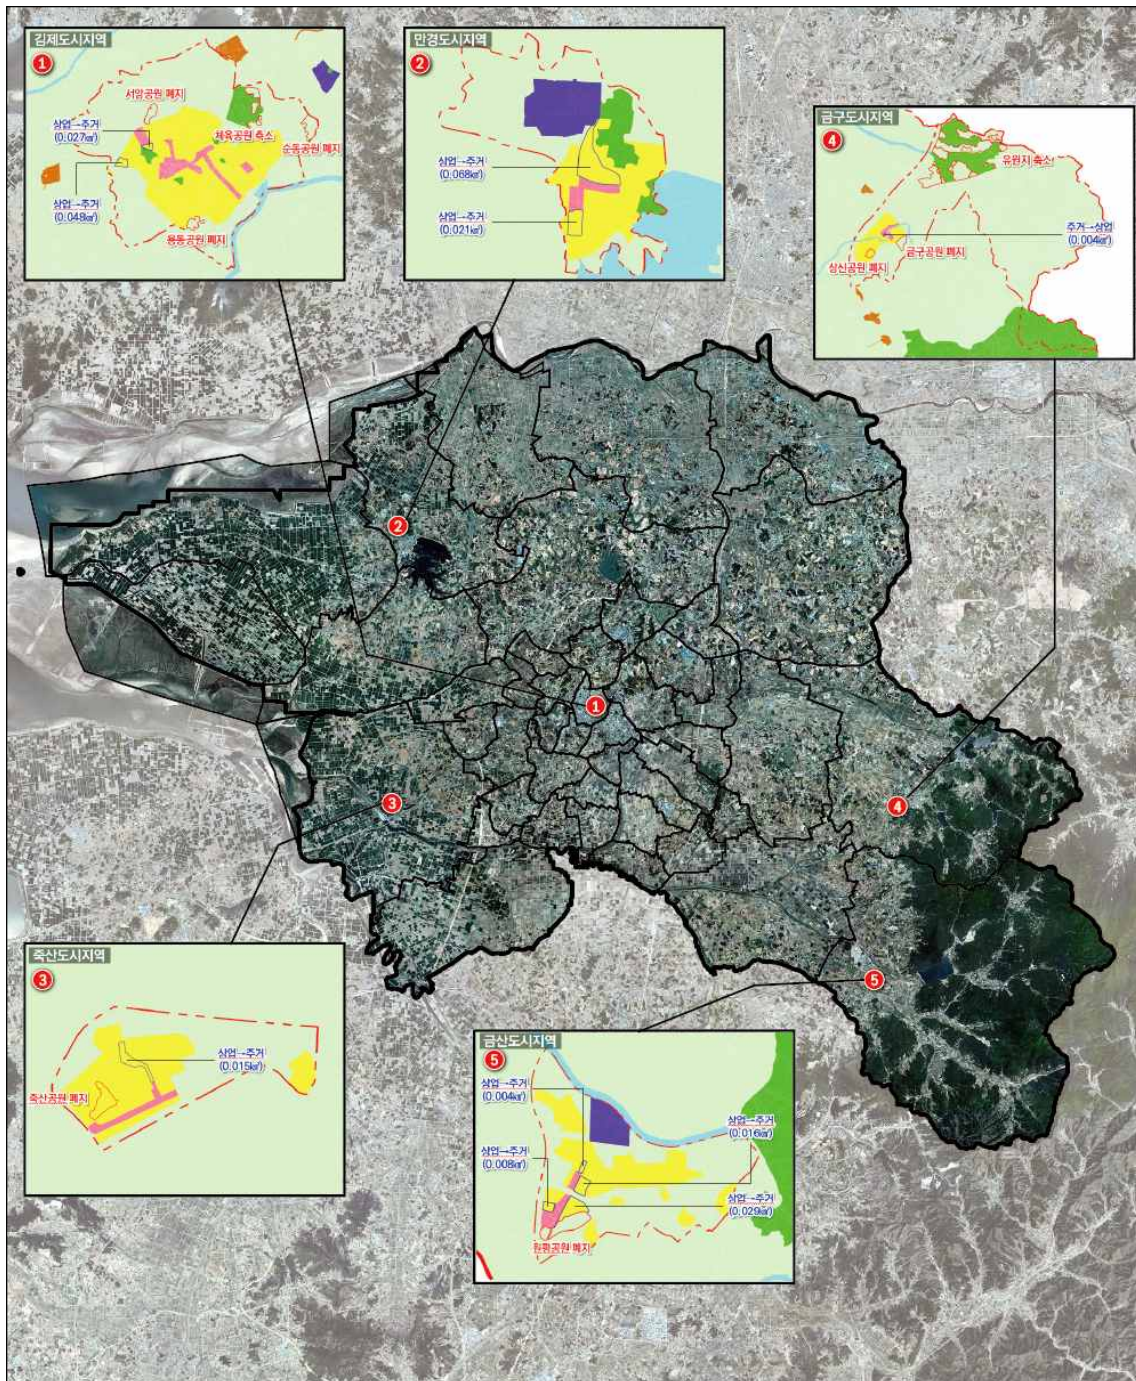 김제도시지역
1
서암공원 폐지
상업→주거
(0.027㎢)
체육공원 축소
순동공원 폐지
상업→주거
(0.048㎢)
용동공원 폐지
만경도시지역
2
상업→주거
(0.068㎢)
상업→주거
(0.021㎢)
금구도시지역
4
유원지 축소
주거→상업
(0.004㎢)
금구공원 폐지
상신공원 폐지
2
1
3
4
5
죽산도시지역
3
상업→주거
(0.015㎢)
죽산공원 폐지
금산도시지역
5
상업→주거
(0.004㎢)
상업→주거
(0.016㎢)
상업→주거
(0.008㎢)
상업→주거
(0.029㎢)
원평공원 폐지